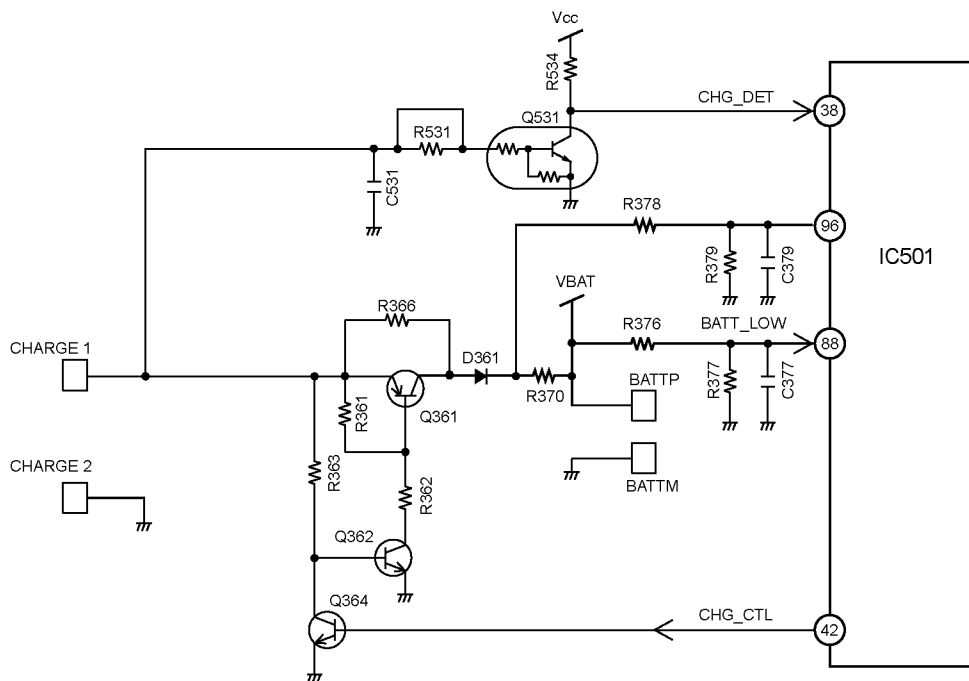 Vcc
R534
CHG_DET
38
Q531
R531
C531
R378
96
R379
C379
IC501
VBAT
R366
R376
BATT_LOW
88
CHARGE 1
D361
R370
BATTP
R377
C377
R361
Q361
R363
CHARGE 2
R362
BATTM
Q362
Q364
CHG_CTL
42